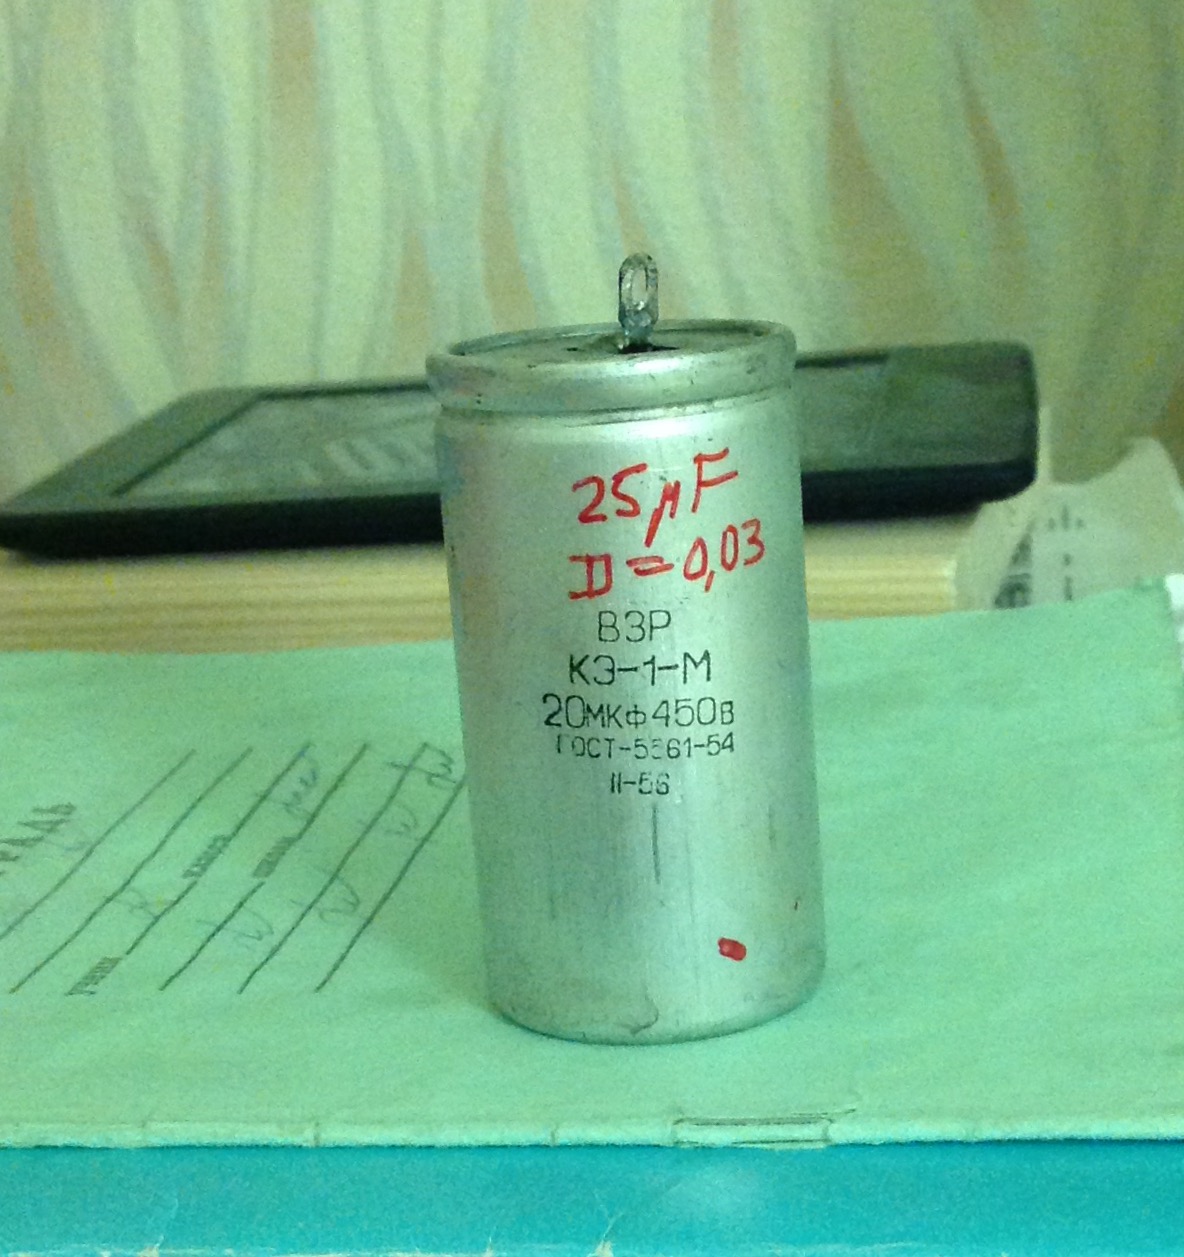 25μF
D=0,03
ВЗР
КЭ-1-М
20МКФ450В
ГОСТ-5561-54
II-56